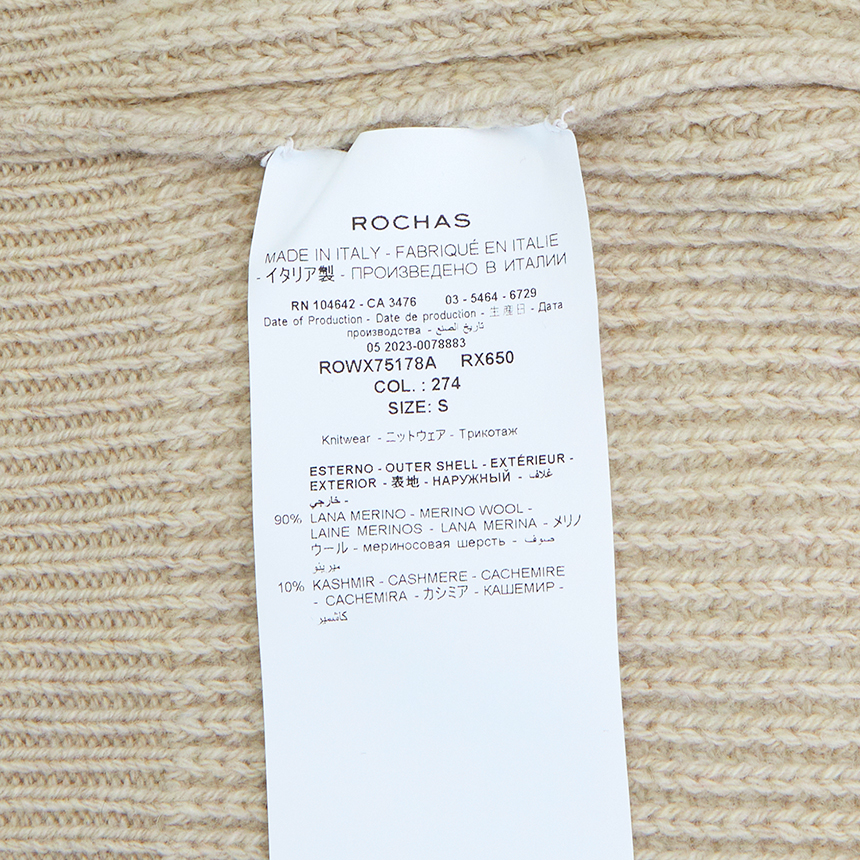 ROCHAS
MADE IN ITALY - FABRIQUÉ EN ITALIE
- イタリア製 - ПРОИЗВЕДЕНО В ИТАЛИИ
RN 104642 - CA 3476 03 - 5464 - 6729
Date of Production - Date de production - 主産日 - Дата
производства - تاريخ الصنع
05 2023-0078883
ROWX75178A RX650
COL. : 274
SIZE: S
Knitwear - ニットウェア - Трикотаж
ESTERNO - OUTER SHELL - EXTÉRIEUR -
EXTERIOR - 表地 - НАРУЖНЫЙ - غلاف
خارجي -
90% LANA MERINO - MERINO WOOL -
LAINE MERINOS - LANA MERINA - メリノ
ウール - мериносовая шерсть - صوف
ميرينو
10% KASHMIR - CASHMERE - CACHEMIRE
- CACHEMIRA - カシミア - КАШЕМИР -
كاشمير